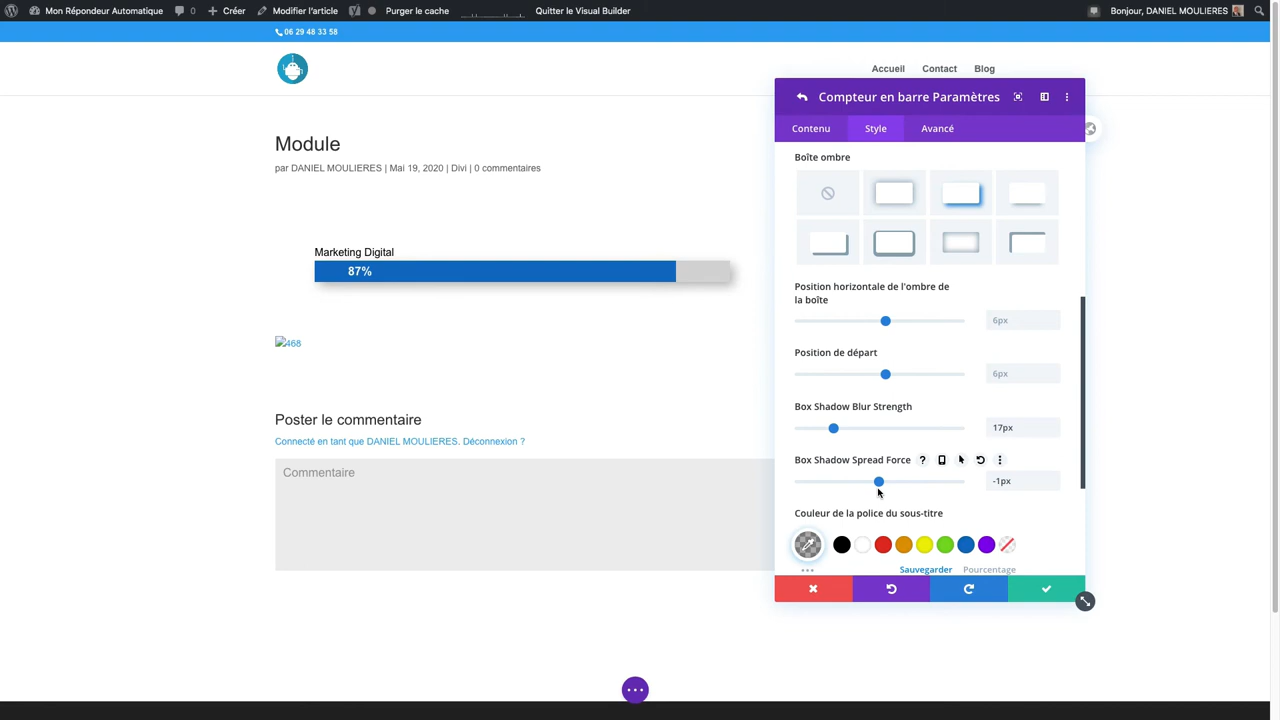 Mon Répondeur Automatique 0 Créer Modifier l'article Purger le cache Quitter le Visual Builder Bonjour, DANIEL MOULIERES
06 29 48 33 58
Accueil Contact Blog
Compteur en barre Paramètres
Contenu Style Avancé
Module
par DANIEL MOULIERES | Mai 19, 2020 | Divi | 0 commentaires
Marketing Digital
87%
468
Poster le commentaire
Connecté en tant que DANIEL MOULIERES. Déconnexion ?
Commentaire
Boîte ombre
Position horizontale de l'ombre de
la boîte
6px
Position de départ
6px
Box Shadow Blur Strength
17px
Box Shadow Spread Force ?
-1px
Couleur de la police du sous-titre
Sauvegarder Pourcentage